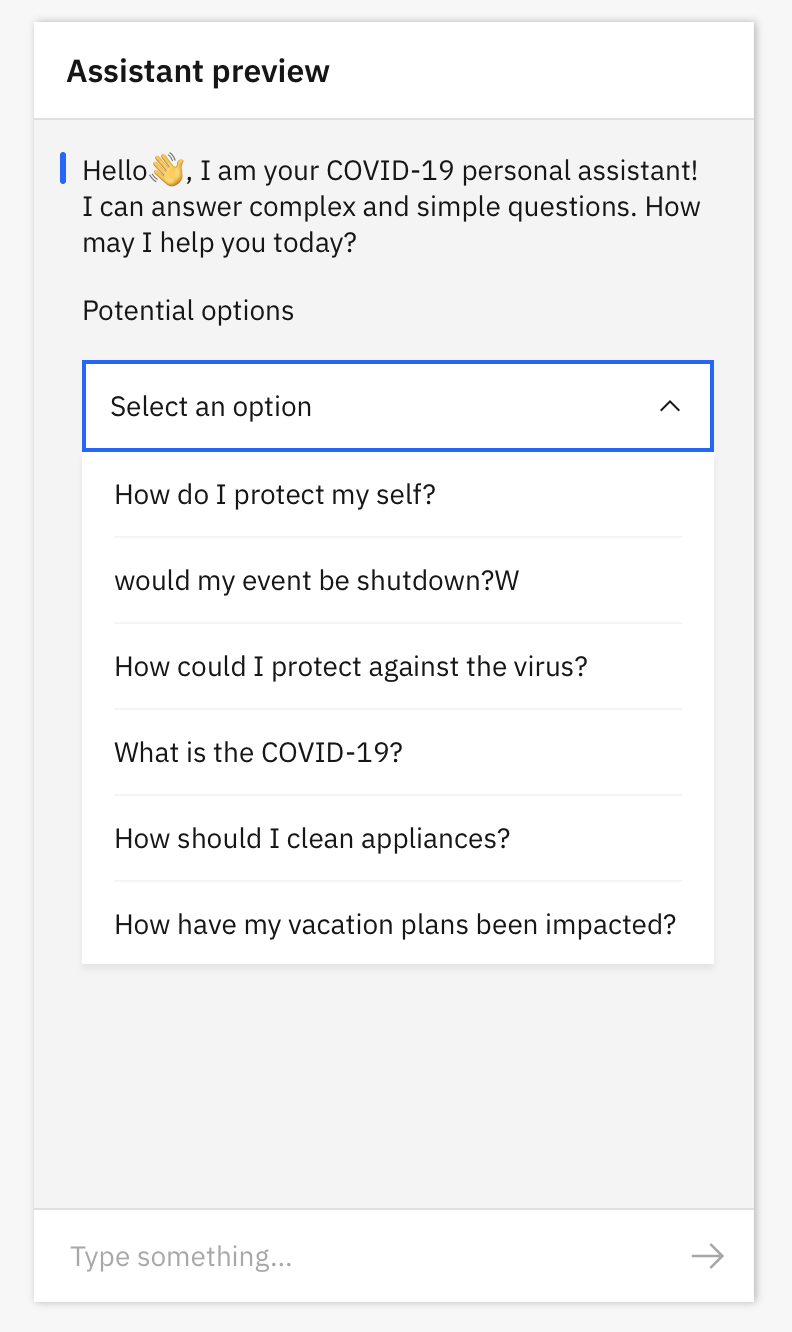 Assistant preview
Hello👋, I am your COVID-19 personal assistant!
I can answer complex and simple questions. How
may I help you today?
Potential options
Select an option
How do I protect my self?
would my event be shutdown?W
How could I protect against the virus?
What is the COVID-19?
How should I clean appliances?
How have my vacation plans been impacted?
Type something...